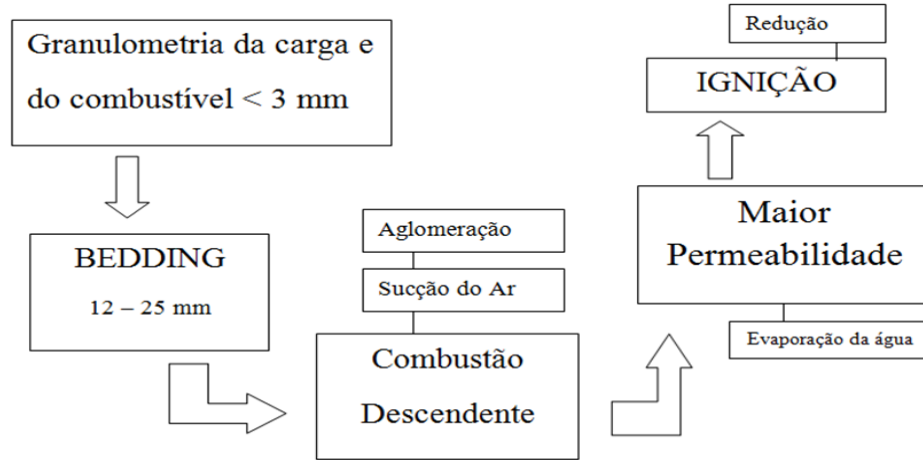 Granulometria da carga e
do combustível < 3 mm
BEDDING
12 – 25 mm
Aglomeração
Sucção do Ar
Combustão
Descendente
Maior
Permeabilidade
Evaporação da água
Redução
IGNIÇÃO